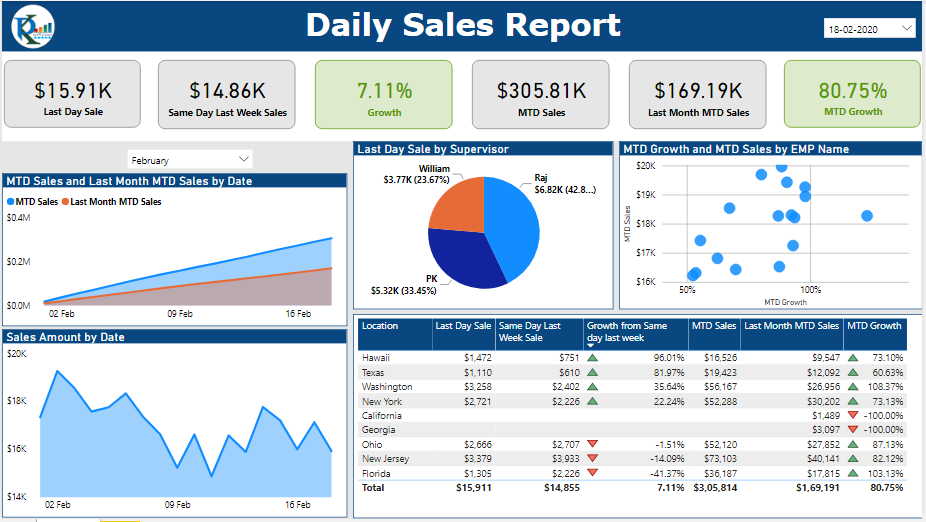 Daily Sales Report
18-02-2020
$15.91K
Last Day Sale
$14.86K
Same Day Last Week Sales
7.11%
Growth
$305.81K
MTD Sales
$169.19K
Last Month MTD Sales
80.75%
MTD Growth
February
MTD Sales and Last Month MTD Sales by Date
MTD Sales Last Month MTD Sales
$0.4M
$0.2M
$0.0M
02 Feb 09 Feb 16 Feb
Sales Amount by Date
$20K
$18K
$16K
$14K
02 Feb 09 Feb 16 Feb
Last Day Sale by Supervisor
William
$3.77K (23.67%)
Raj
$6.82K (42.8...)
PK
$5.32K (33.45%)
MTD Growth and MTD Sales by EMP Name
MTD Sales
$20K
$19K
$18K
$17K
$16K
50% 100%
MTD Growth
Location Last Day Sale Same Day Last Week Sale Growth from Same day last week MTD Sales Last Month MTD Sales MTD Growth
Hawaii $1,472 $751 96.01% $16,526 $9,547 73.10%
Texas $1,110 $610 81.97% $19,423 $12,092 60.63%
Washington $3,258 $2,402 35.64% $56,167 $26,956 108.37%
New York $2,721 $2,226 22.24% $52,288 $30,202 73.13%
California $1,489 -100.00%
Georgia $3,097 -100.00%
Ohio $2,666 $2,707 -1.51% $52,120 $27,852 87.13%
New Jersey $3,379 $3,933 -14.09% $73,103 $40,141 82.12%
Florida $1,305 $2,226 -41.37% $36,187 $17,815 103.13%
Total $15,911 $14,855 7.11% $3,05,814 $1,69,191 80.75%